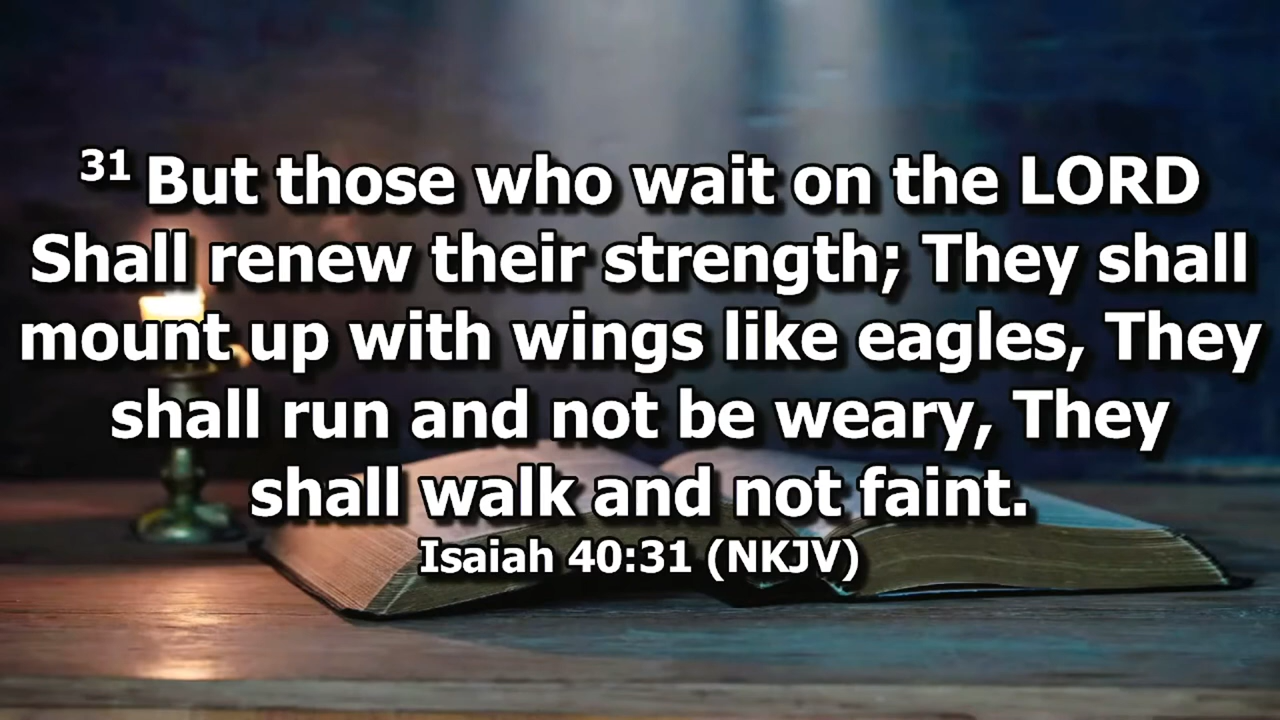 31 But those who wait on the LORD
Shall renew their strength; They shall
mount up with wings like eagles, They
shall run and not be weary, They
shall walk and not faint.
Isaiah 40:31 (NKJV)